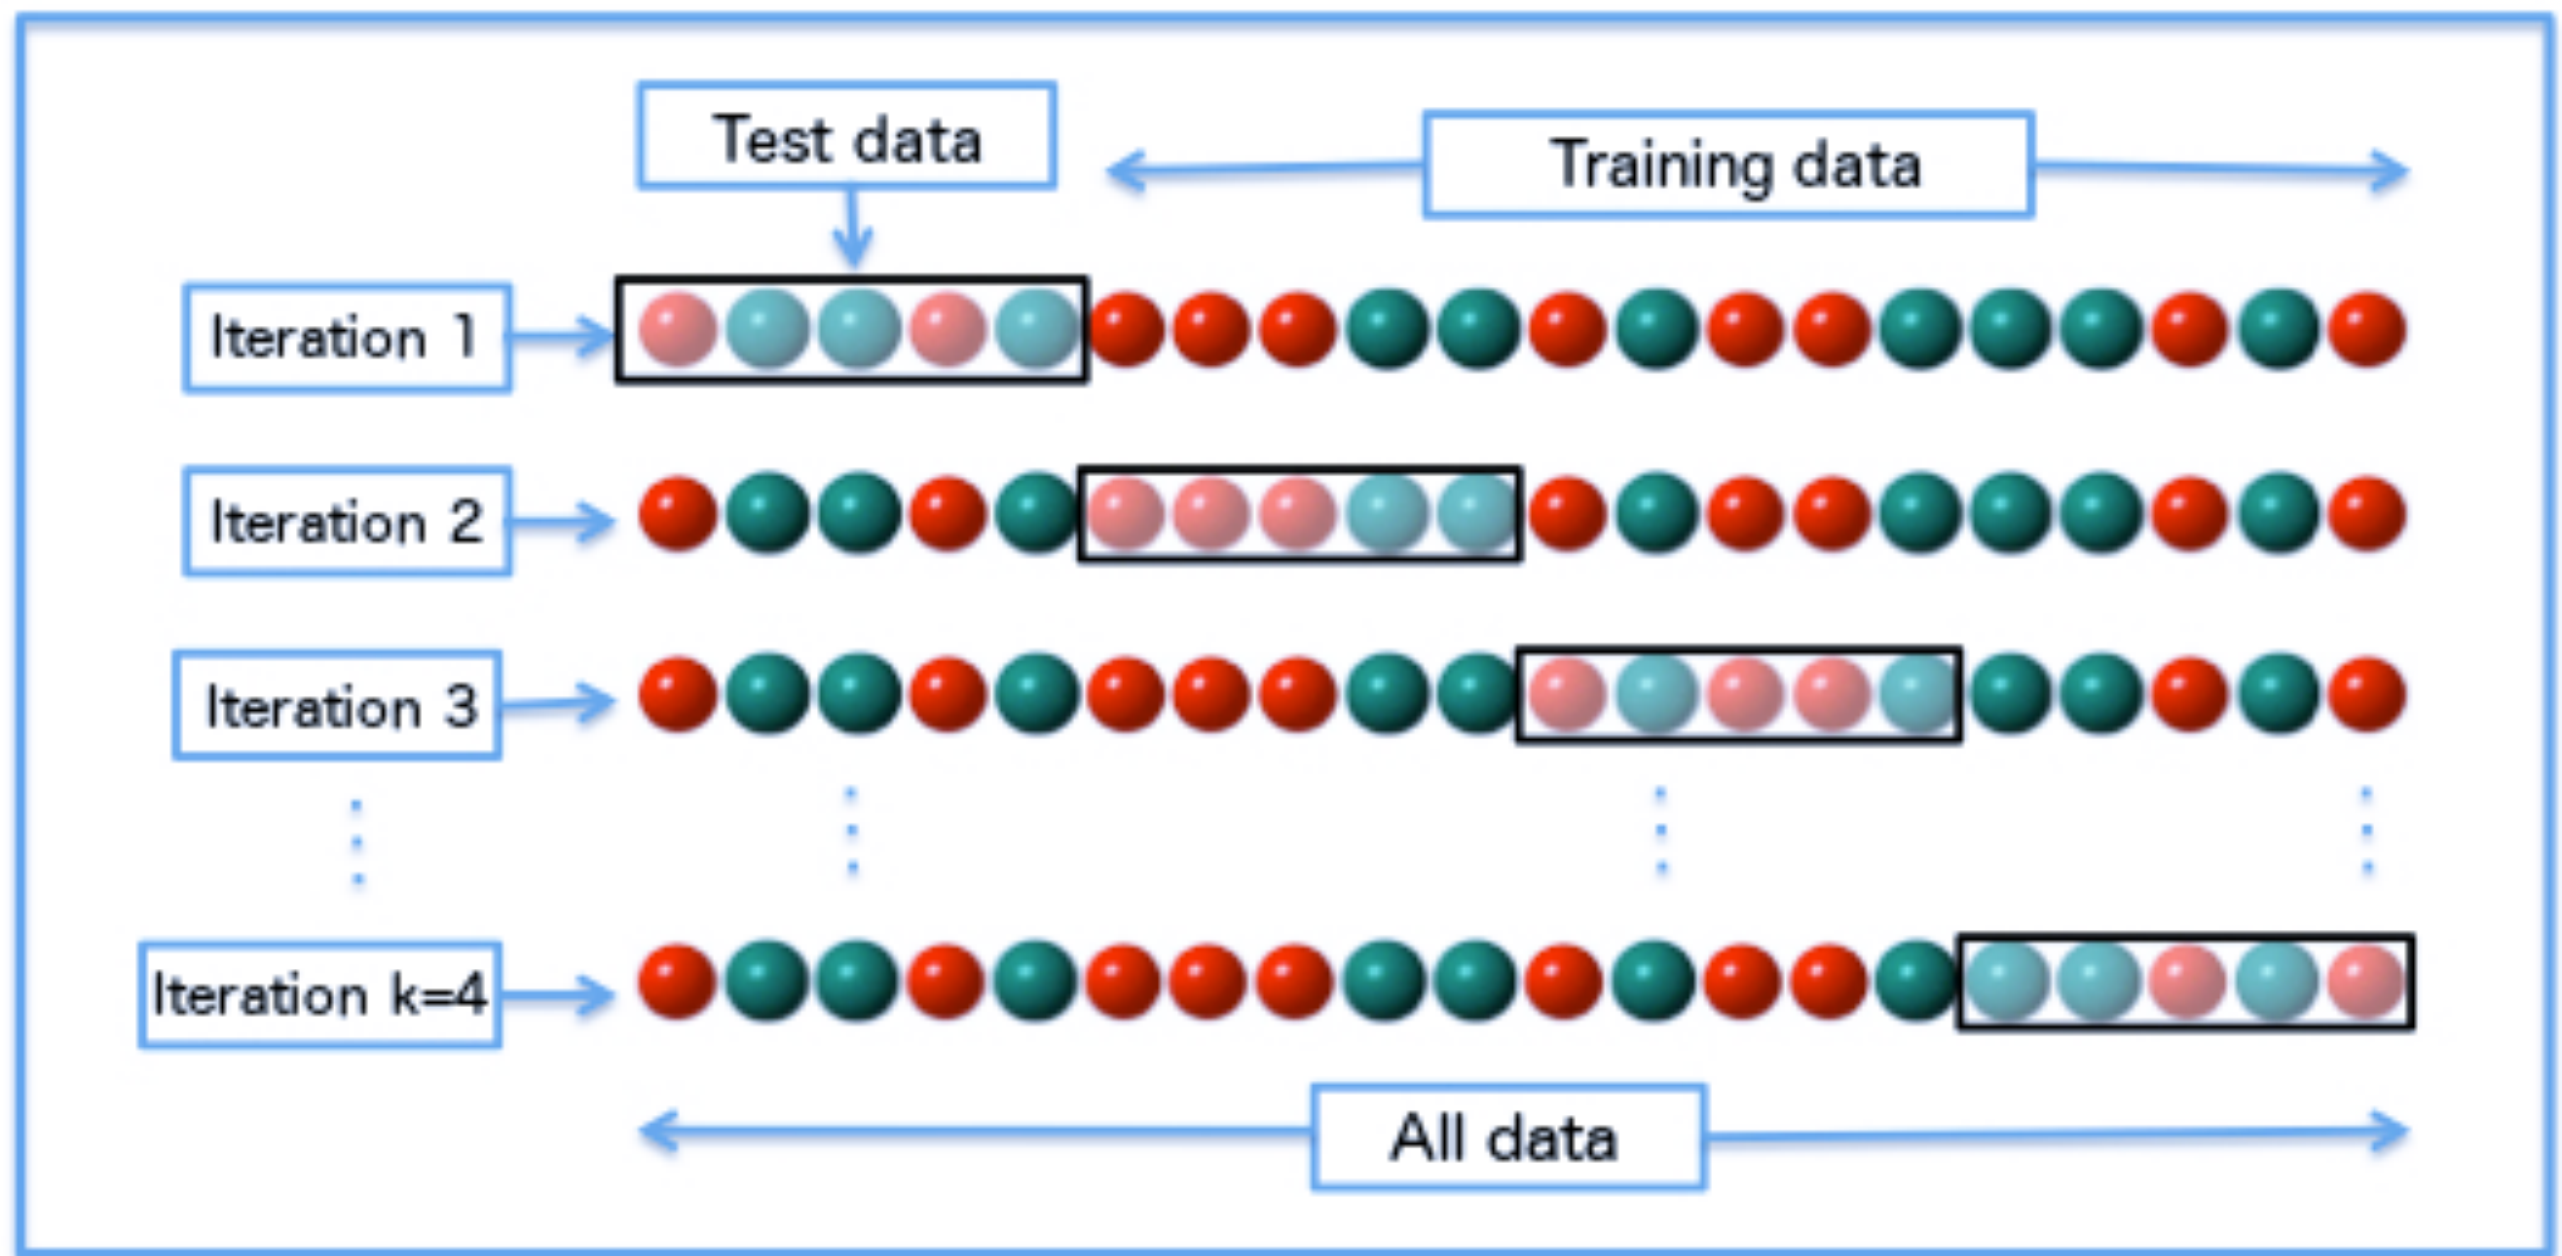 Test data
Training data
Iteration 1
Iteration 2
Iteration 3
Iteration k=4
All data